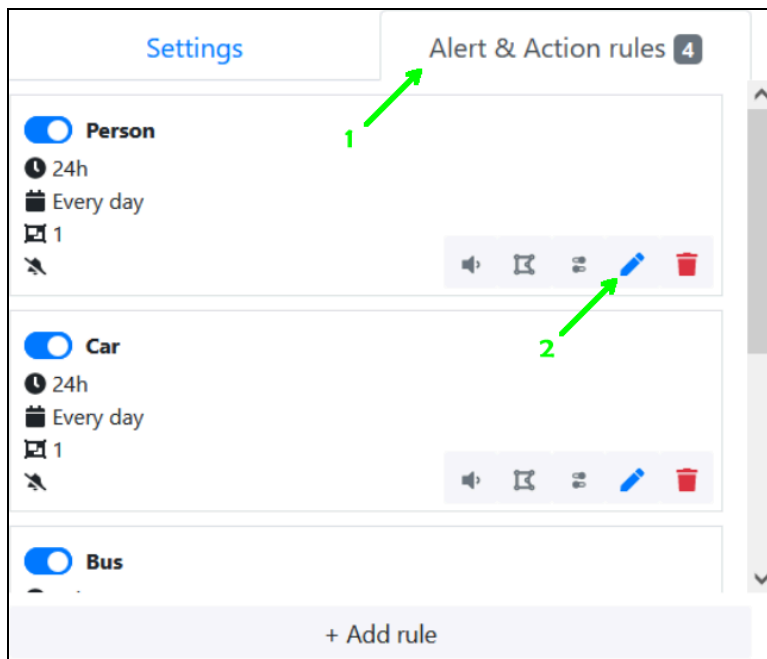 Settings
Alert & Action rules 4
1
Person
24h
Every day
1
2
Car
24h
Every day
1
Bus
+ Add rule